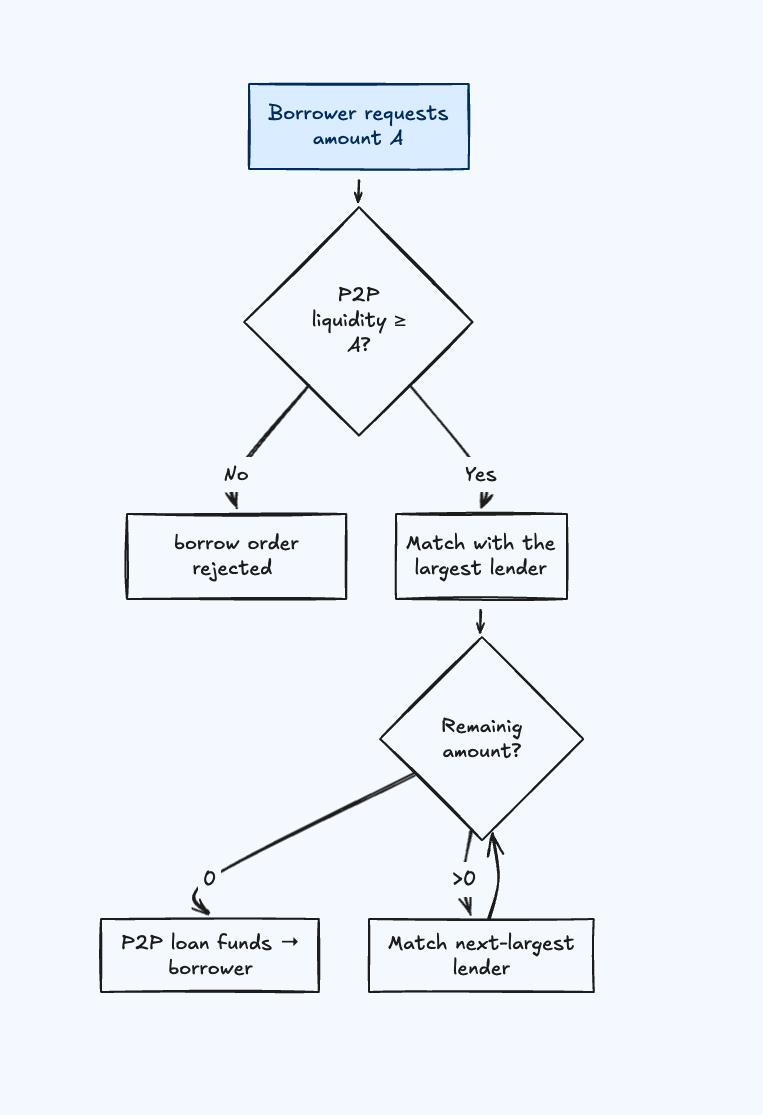 Borrower requests
amount A
P2P
liquidity ≥
A?
No
Yes
borrow order
rejected
Match with the
largest lender
Remainig
amount?
0
>0
P2P loan funds →
borrower
Match next-largest
lender